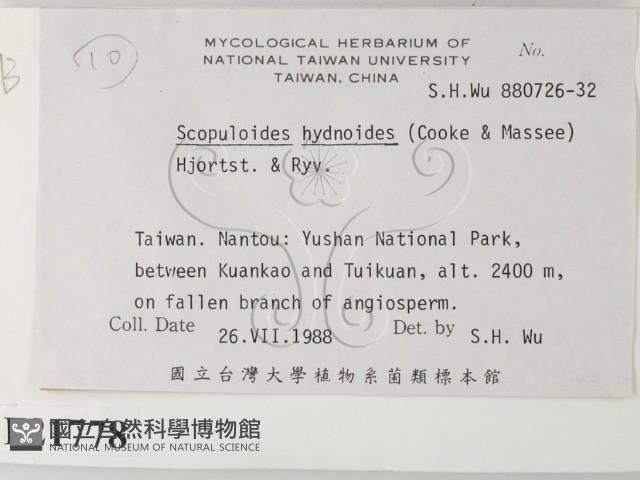 10
B
MYCOLOGICAL HERBARIUM OF
NATIONAL TAIWAN UNIVERSITY
TAIWAN, CHINA
No.
S.H.Wu 880726-32
Scopuloides hydnoides (Cooke & Massee)
Hjortst. & Ryv.
Taiwan. Nantou: Yushan National Park,
between Kuankao and Tuikuan, alt. 2400 m,
on fallen branch of angiosperm.
Coll. Date 26.VII.1988 Det. by S.H. Wu
國立台灣大學植物系菌類標本館
國立自然科學博物館
NATIONAL MUSEUM OF NATURAL SCIENCE